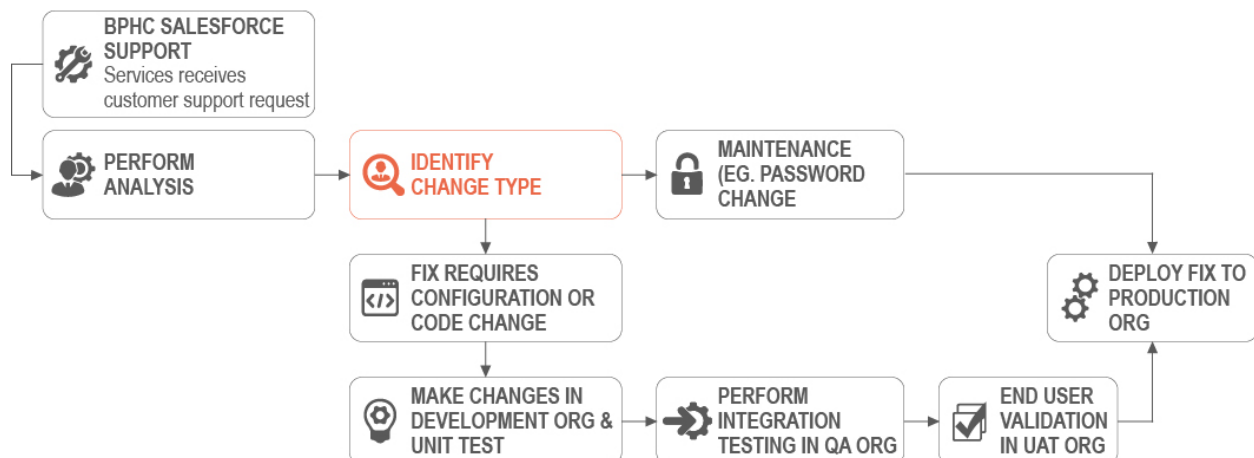 BPHC SALESFORCE
SUPPORT
Services receives
customer support request
PERFORM
ANALYSIS
IDENTIFY
CHANGE TYPE
MAINTENANCE
(EG. PASSWORD
CHANGE
FIX REQUIRES
CONFIGURATION OR
CODE CHANGE
DEPLOY FIX TO
PRODUCTION
ORG
MAKE CHANGES IN
DEVELOPMENT ORG &
UNIT TEST
PERFORM
INTEGRATION
TESTING IN QA ORG
END USER
VALIDATION
IN UAT ORG